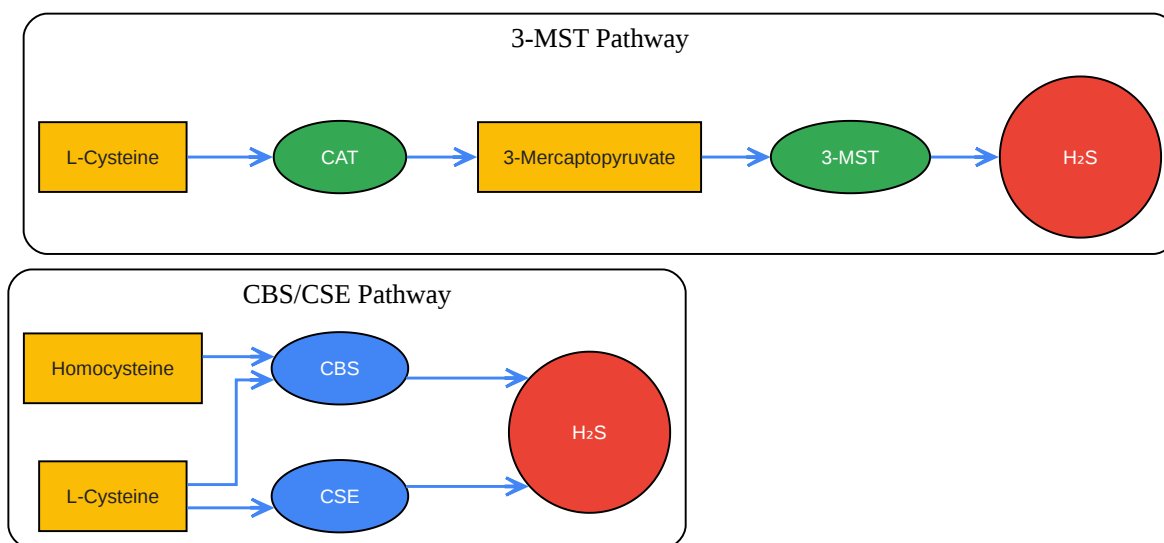 3-MST Pathway
L-Cysteine
CAT
3-Mercaptopyruvate
3-MST
H₂S
CBS/CSE Pathway
Homocysteine
CBS
H₂S
L-Cysteine
CSE